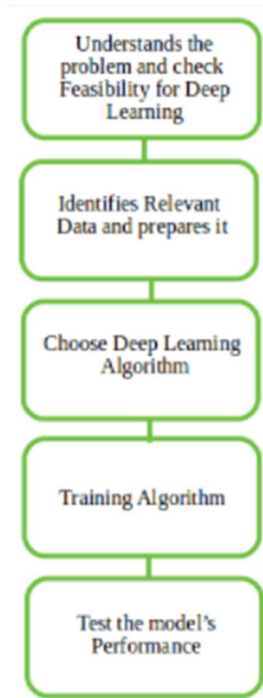 Understands the
problem and check
Feasibility for Deep
Learning
Identifies Relevant
Data and prepares it
Choose Deep Learning
Algorithm
Training Algorithm
Test the model's
Performance